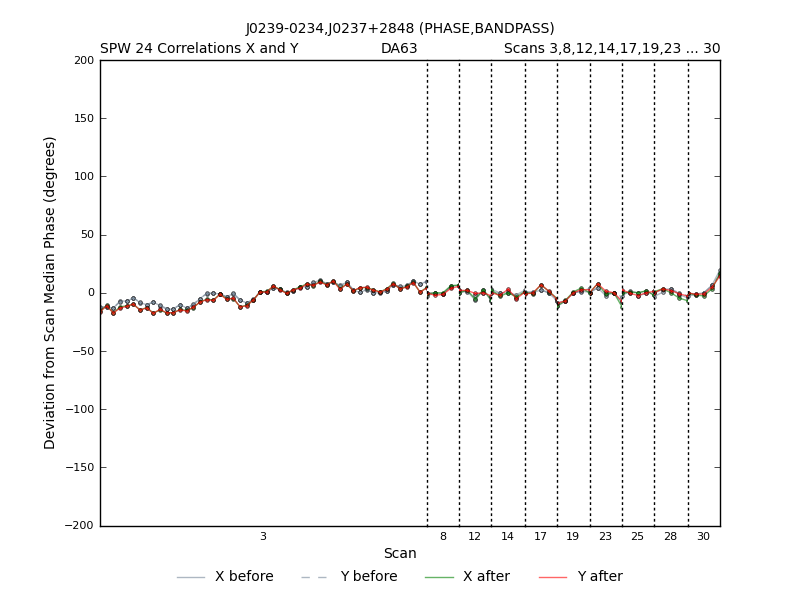 J0239-0234,J0237+2848 (PHASE,BANDPASS)
SPW 24 Correlations X and Y DA63 Scans 3,8,12,14,17,19,23 ... 30
200
150
100
50
0
−50
−100
−150
−200
Deviation from Scan Median Phase (degrees)
3 8 12 14 17 19 23 25 28 30
Scan
X before Y before X after Y after